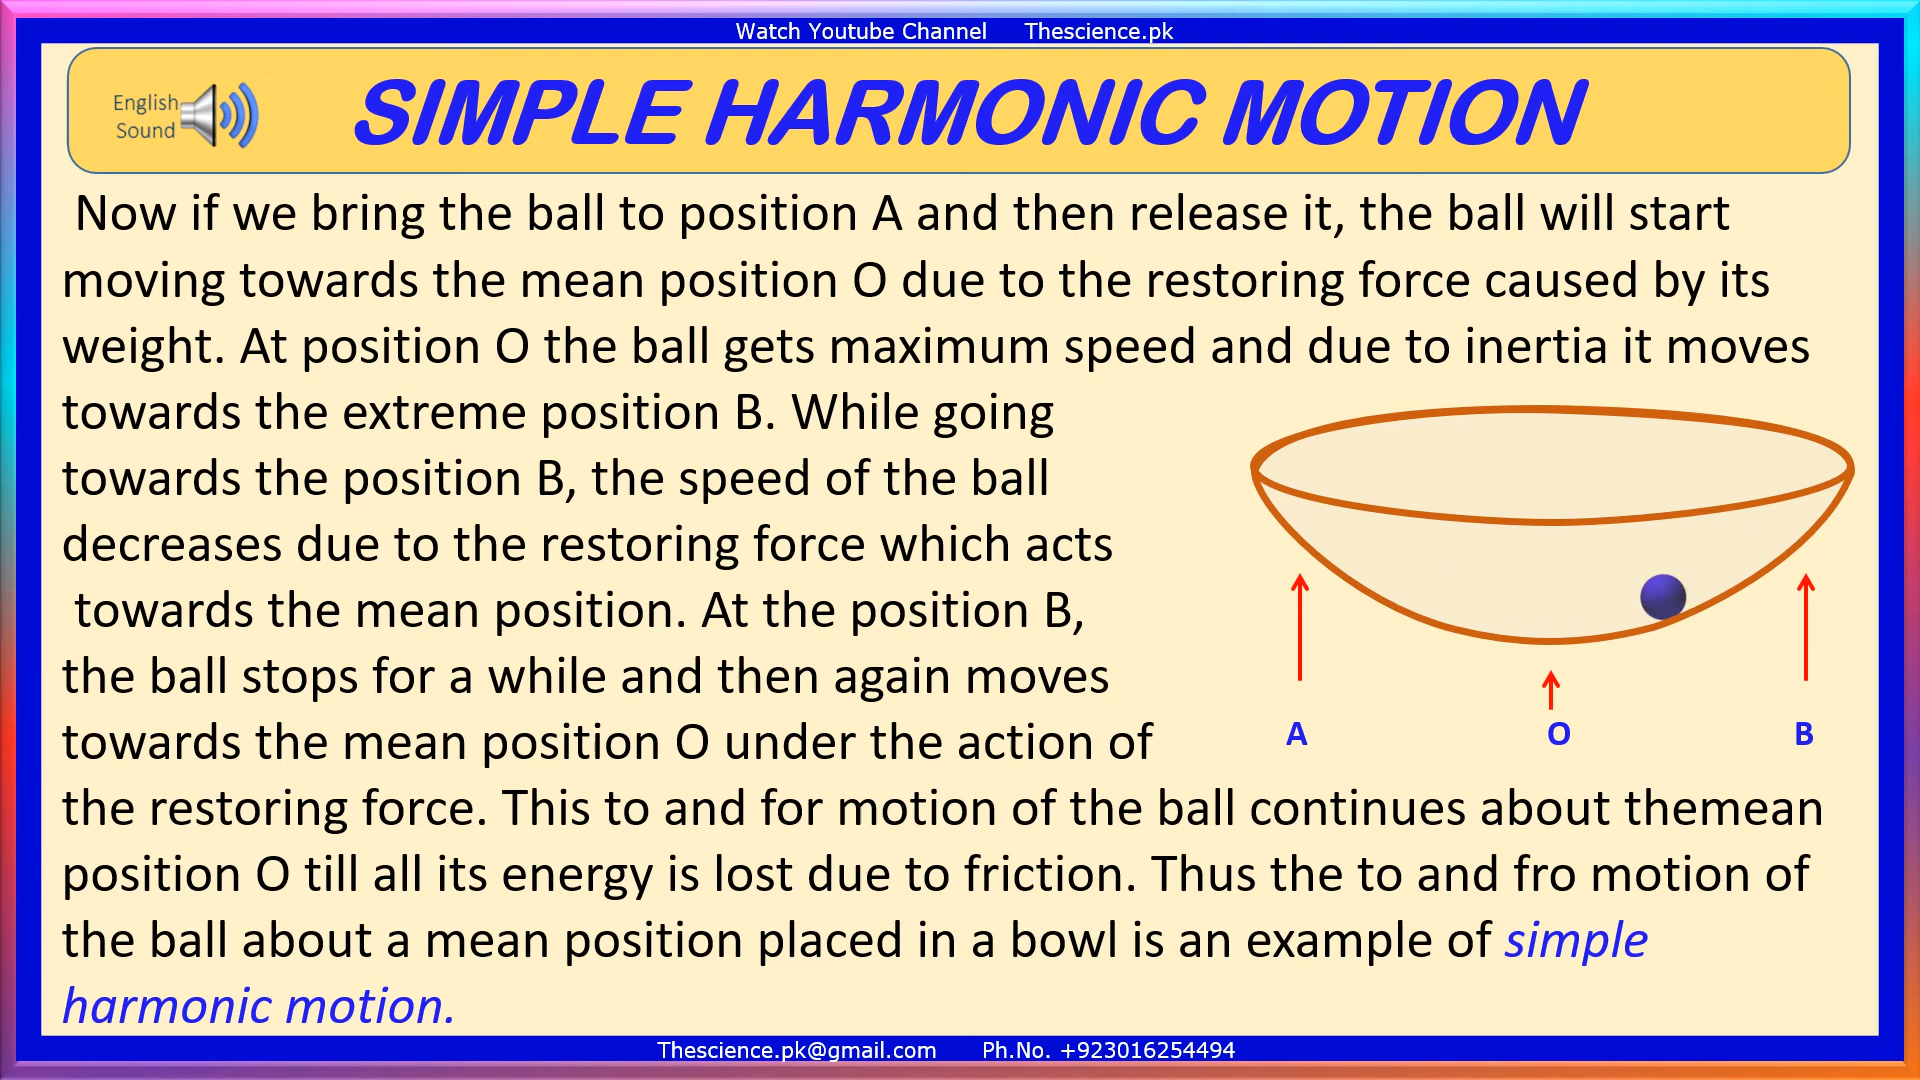 Watch Youtube Channel Thescience.pk
English
Sound
SIMPLE HARMONIC MOTION
Now if we bring the ball to position A and then release it, the ball will start
moving towards the mean position O due to the restoring force caused by its
weight. At position O the ball gets maximum speed and due to inertia it moves
towards the extreme position B. While going
towards the position B, the speed of the ball
decreases due to the restoring force which acts
towards the mean position. At the position B,
the ball stops for a while and then again moves
towards the mean position O under the action of
the restoring force. This to and for motion of the ball continues about themean
position O till all its energy is lost due to friction. Thus the to and fro motion of
the ball about a mean position placed in a bowl is an example of simple
harmonic motion.
A O B
Thescience.pk@gmail.com Ph.No. +923016254494